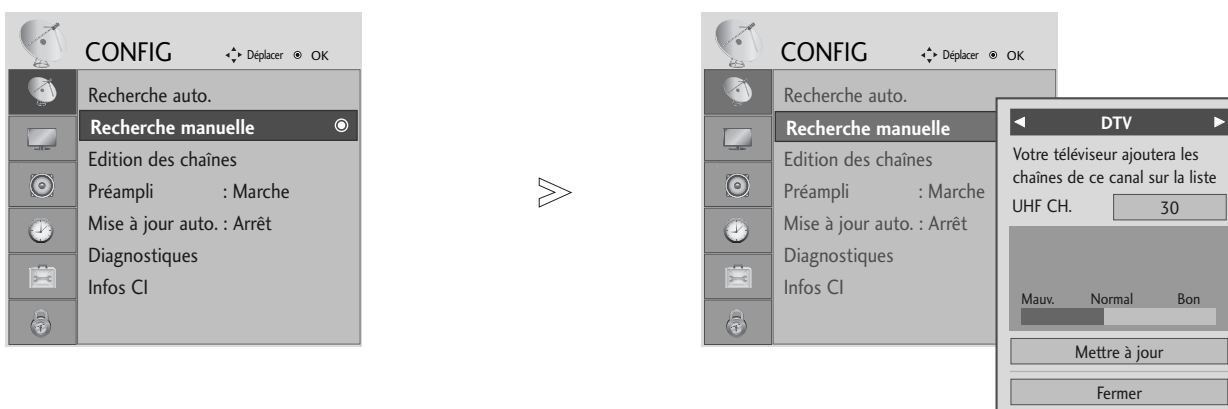 CONFIG
Déplacer OK
Recherche auto.
Recherche manuelle
Edition des chaînes
Préampli : Marche
Mise à jour auto. : Arrêt
Diagnostiques
Infos CI
CONFIG
Déplacer OK
Recherche auto.
Recherche manuelle
Edition des chaînes
Préampli : Marche
Mise à jour auto. : Arrêt
Diagnostiques
Infos CI
DTV
Votre téléviseur ajoutera les
chaînes de ce canal sur la liste
UHF CH. 30
Mauv. Normal Bon
Mettre à jour
Fermer